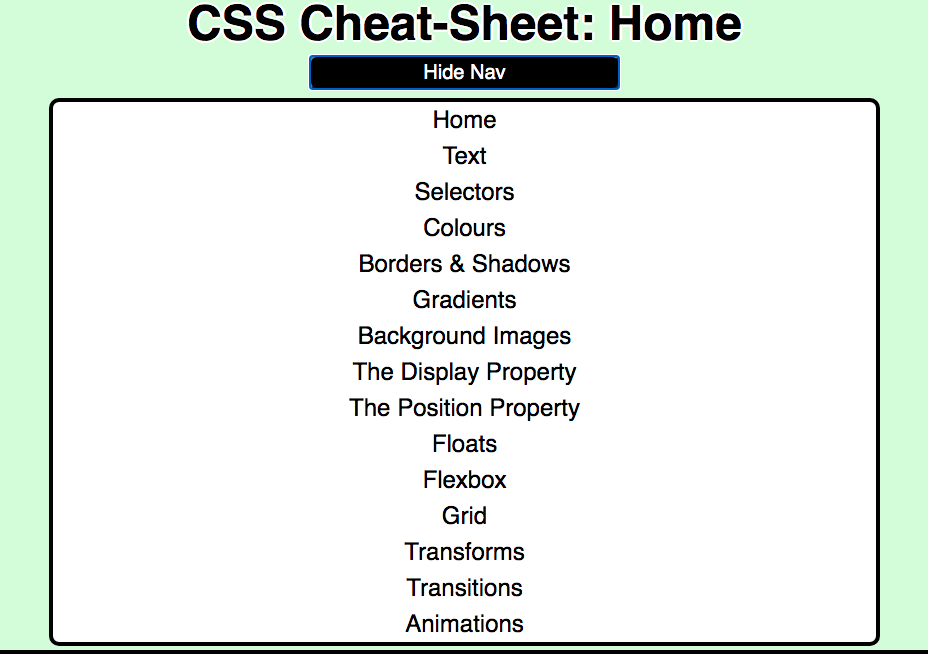 CSS Cheat-Sheet: Home
Hide Nav
Home
Text
Selectors
Colours
Borders & Shadows
Gradients
Background Images
The Display Property
The Position Property
Floats
Flexbox
Grid
Transforms
Transitions
Animations